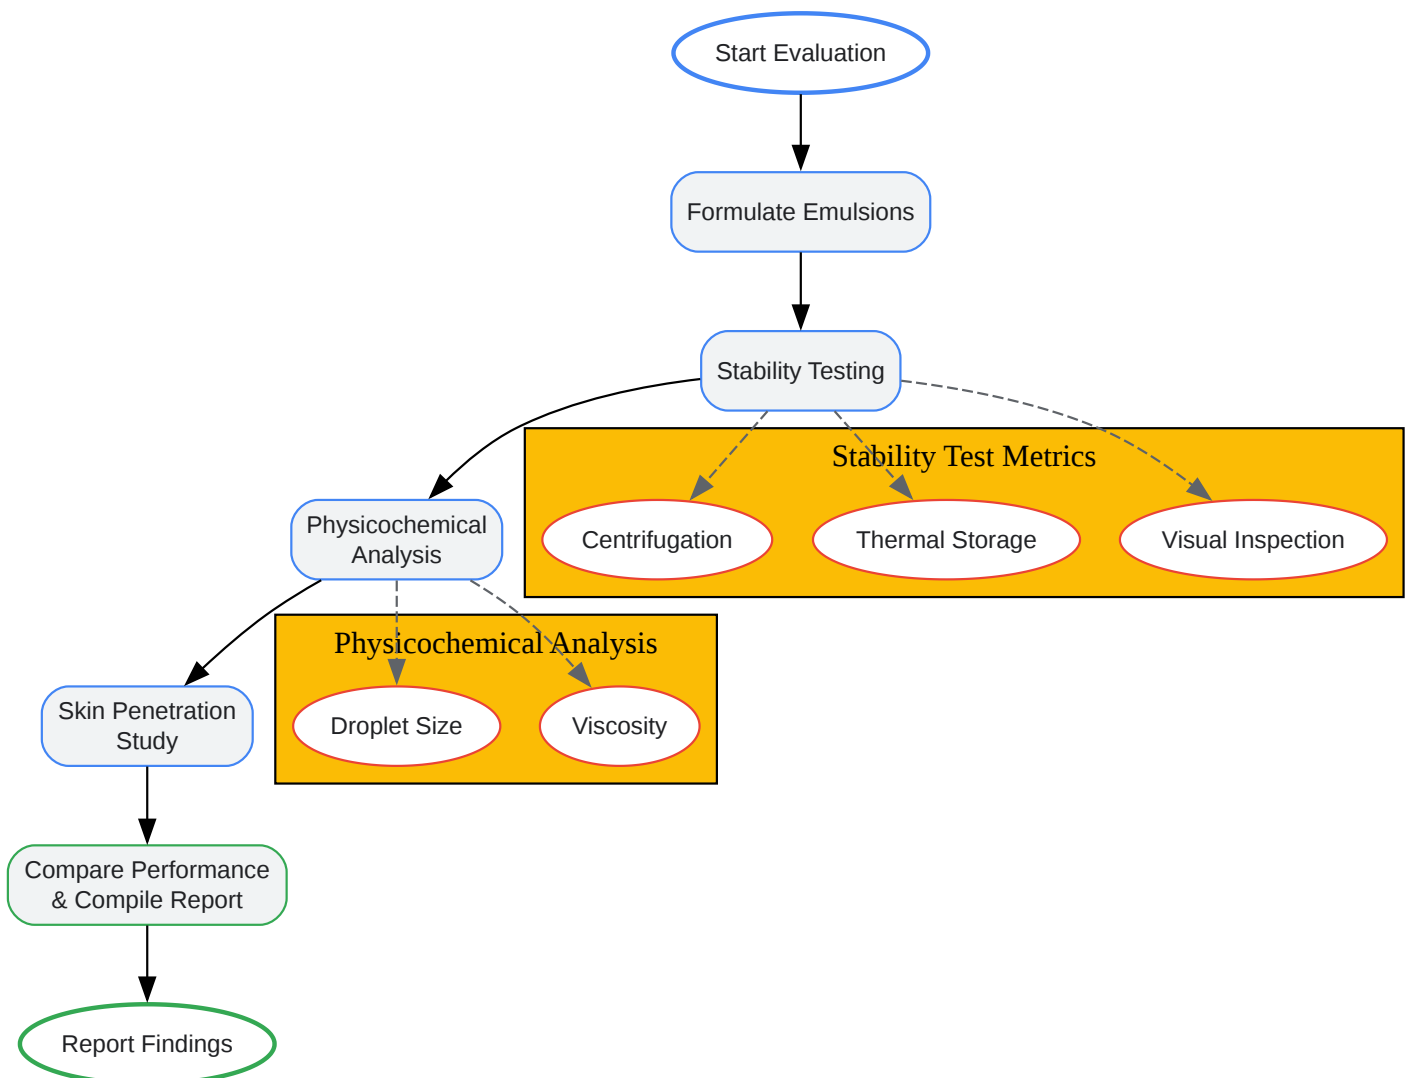 Start Evaluation
Formulate Emulsions
Stability Testing
Stability Test Metrics
Physicochemical
Analysis
Centrifugation
Thermal Storage
Visual Inspection
Physicochemical Analysis
Skin Penetration
Study
Droplet Size
Viscosity
Compare Performance
& Compile Report
Report Findings